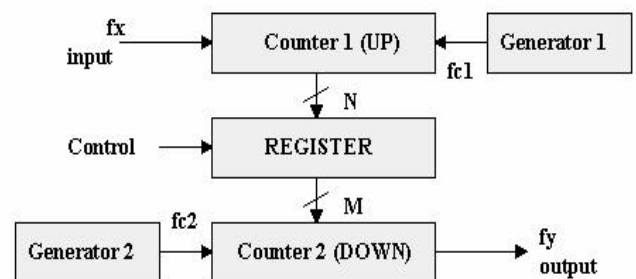 fx
input
Counter 1 (UP)
fc1
Generator 1
N
Control
REGISTER
M
Generator 2
fc2
Counter 2 (DOWN)
fy
output